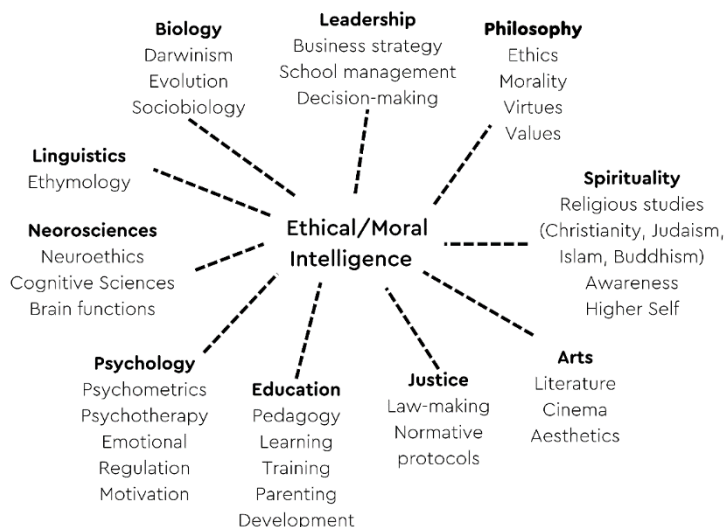 Biology
Darwinism
Evolution
Sociobiology
Leadership
Business strategy
School management
Decision-making
Philosophy
Ethics
Morality
Virtues
Values
Linguistics
Ethymology
Spirituality
Religious studies
(Christianity, Judaism,
Islam, Buddhism)
Awareness
Higher Self
Ethical/Moral
Intelligence
Neorosciences
Neuroethics
Cognitive Sciences
Brain functions
Psychology
Psychometrics
Psychotherapy
Emotional
Regulation
Motivation
Education
Pedagogy
Learning
Training
Parenting
Development
Justice
Law-making
Normative
protocols
Arts
Literature
Cinema
Aesthetics